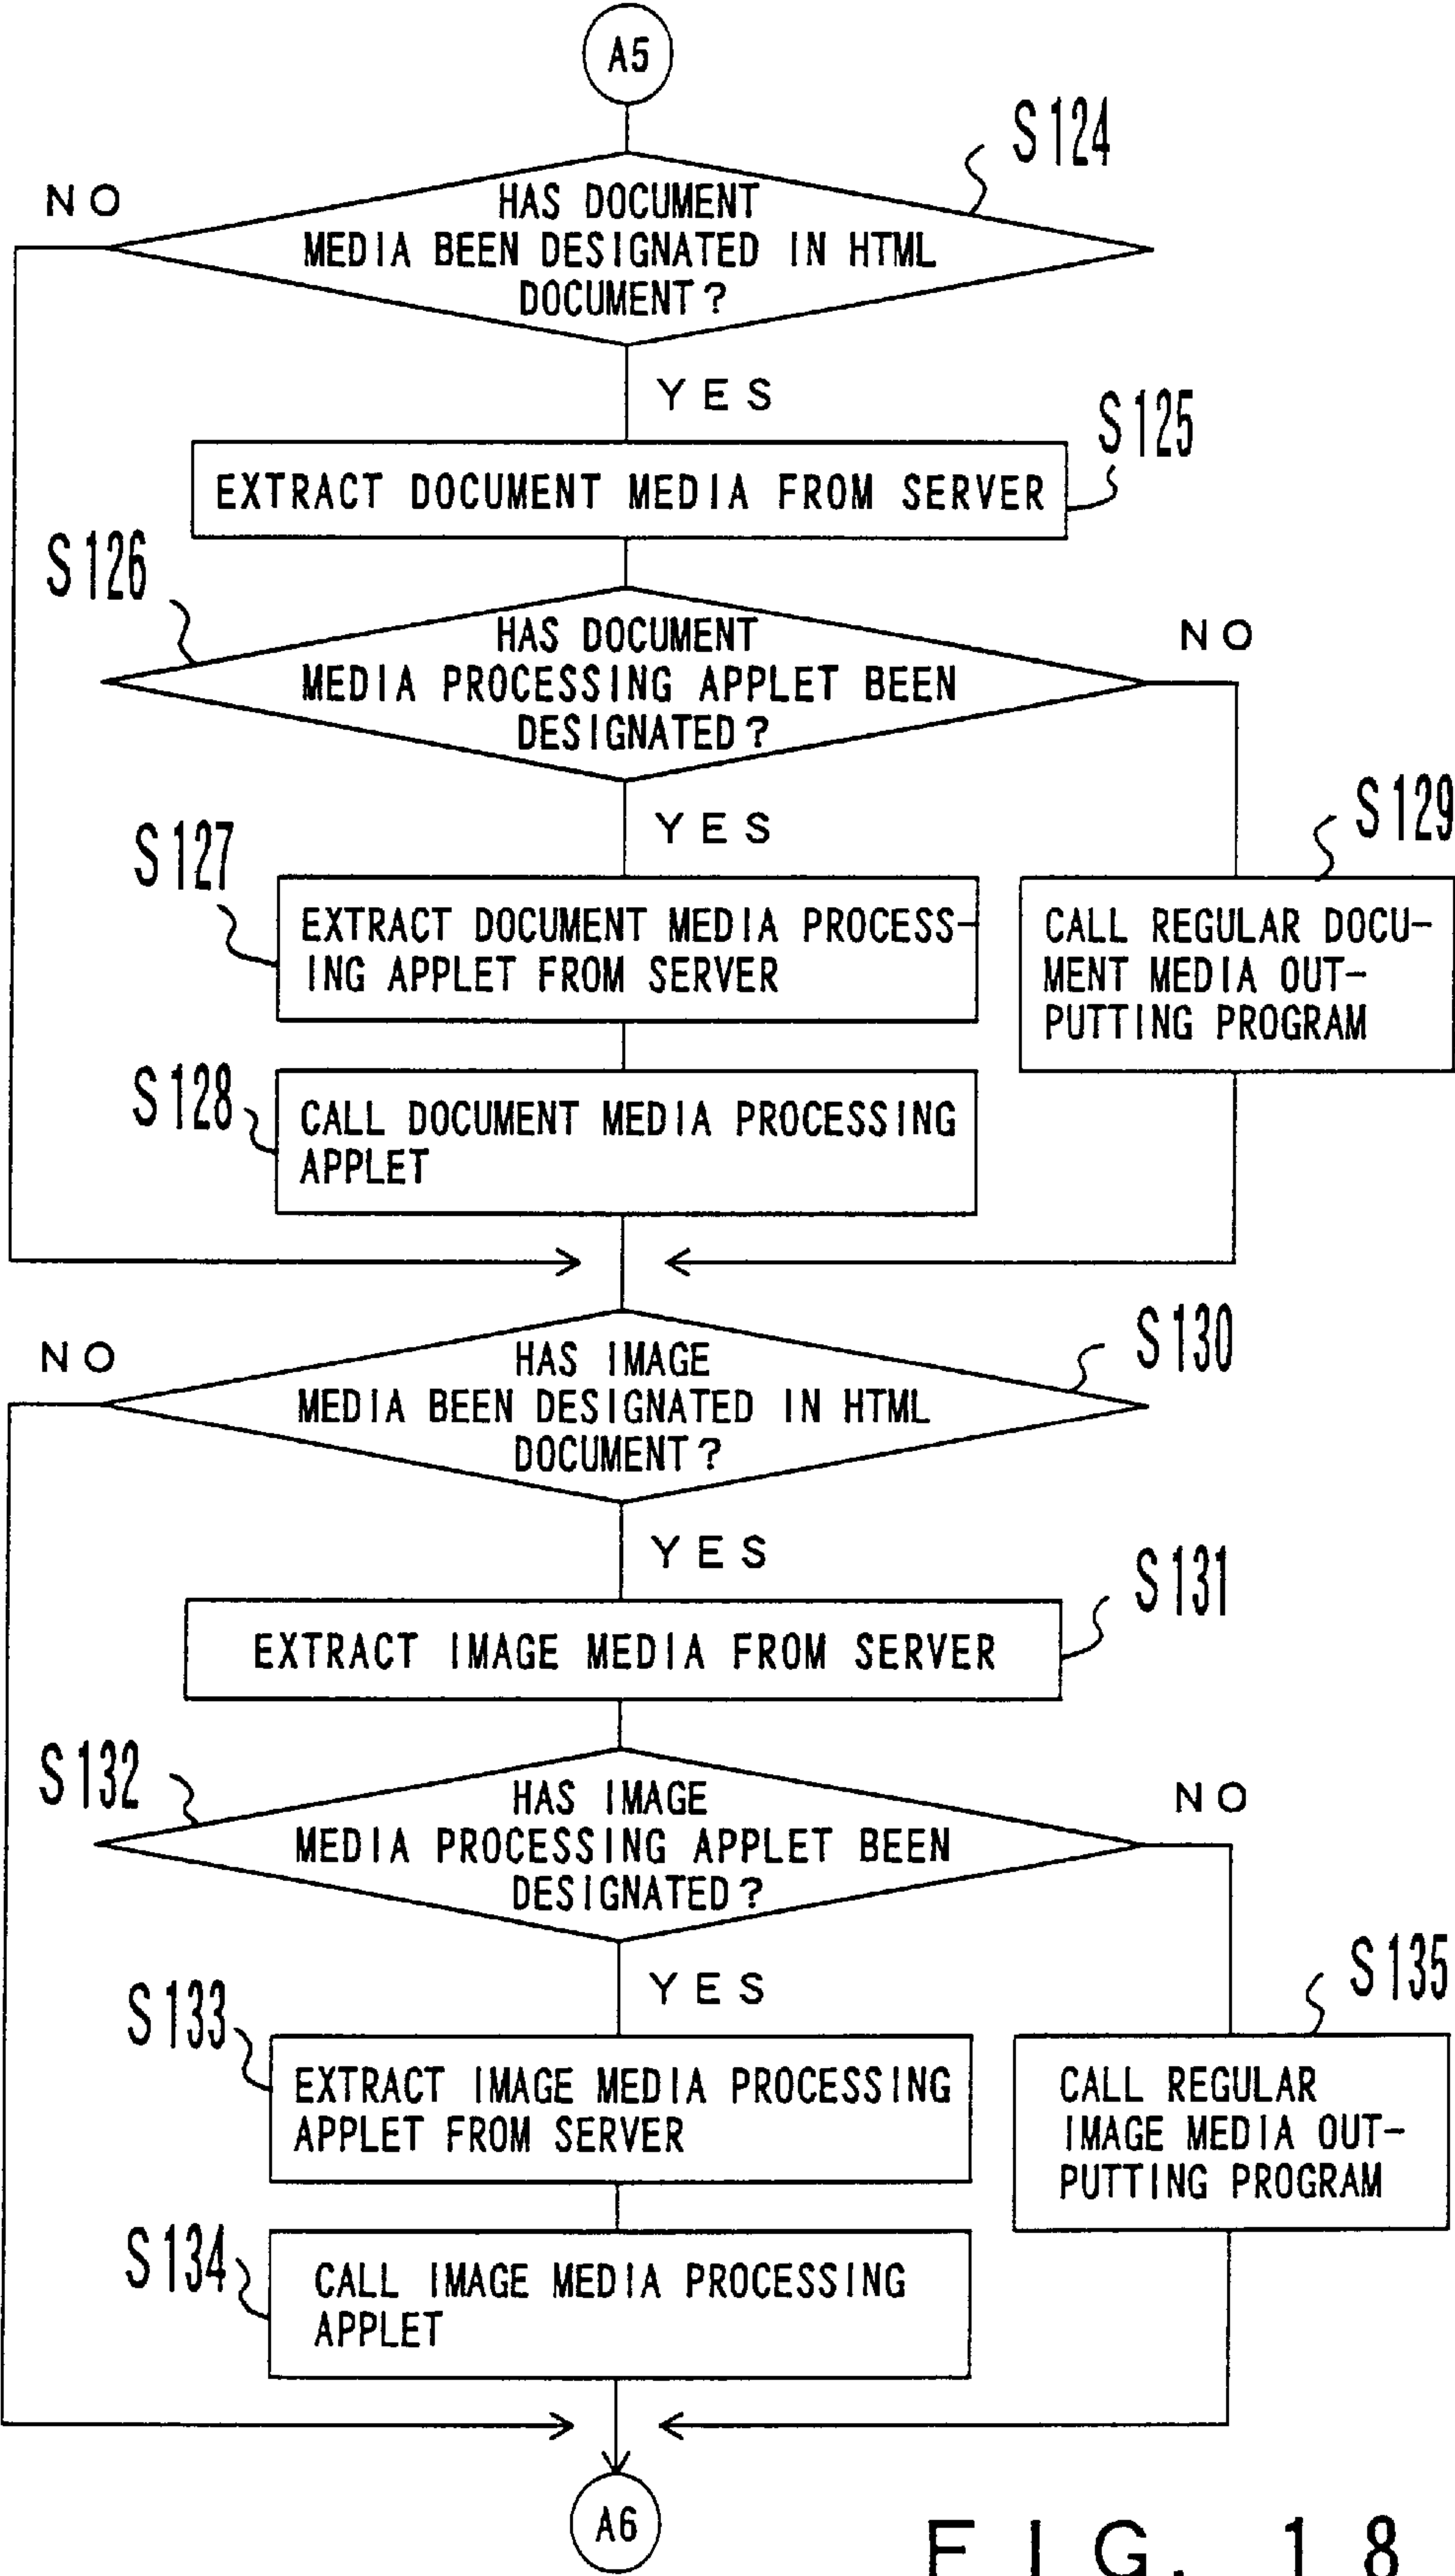 A5
S124
NO
HAS DOCUMENT
MEDIA BEEN DESIGNATED IN HTML
DOCUMENT?
YES
S125
EXTRACT DOCUMENT MEDIA FROM SERVER
S126
HAS DOCUMENT
MEDIA PROCESSING APPLET BEEN
DESIGNATED?
NO
YES
S127
S129
EXTRACT DOCUMENT MEDIA PROCESS-
ING APPLET FROM SERVER
CALL REGULAR DOCU-
MENT MEDIA OUT-
PUTTING PROGRAM
S128
CALL DOCUMENT MEDIA PROCESSING
APPLET
S130
NO
HAS IMAGE
MEDIA BEEN DESIGNATED IN HTML
DOCUMENT?
YES
S131
EXTRACT IMAGE MEDIA FROM SERVER
S132
HAS IMAGE
MEDIA PROCESSING APPLET BEEN
DESIGNATED?
NO
YES
S133
S135
EXTRACT IMAGE MEDIA PROCESSING
APPLET FROM SERVER
CALL REGULAR
IMAGE MEDIA OUT-
PUTTING PROGRAM
S134
CALL IMAGE MEDIA PROCESSING
APPLET
A6
FIG. 18